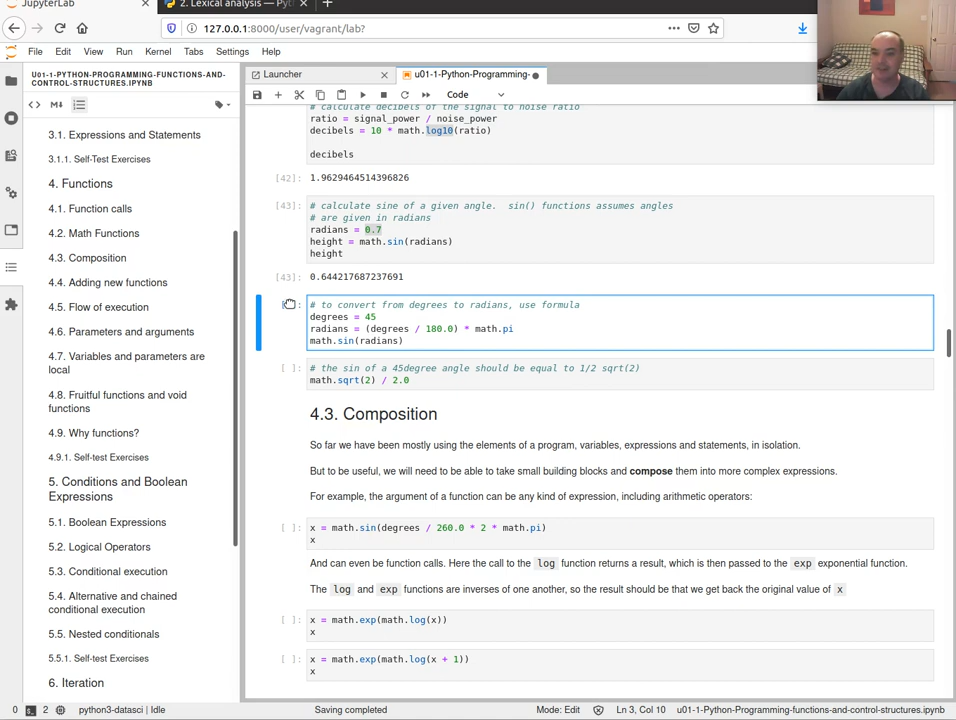 JupyterLab
2. Lexical analysis — Pyt
127.0.0.1:8000/user/vagrant/lab?
File Edit View Run Kernel Tabs Settings Help
U01-1-PYTHON-PROGRAMMING-FUNCTIONS-AND-
CONTROL-STRUCTURES.IPYNB
3.1. Expressions and Statements
3.1.1. Self-Test Exercises
4. Functions
4.1. Function calls
4.2. Math Functions
4.3. Composition
4.4. Adding new functions
4.5. Flow of execution
4.6. Parameters and arguments
4.7. Variables and parameters are
local
4.8. Fruitful functions and void
functions
4.9. Why functions?
4.9.1. Self-test Exercises
5. Conditions and Boolean
Expressions
5.1. Boolean Expressions
5.2. Logical Operators
5.3. Conditional execution
5.4. Alternative and chained
conditional execution
5.5. Nested conditionals
5.5.1. Self-test Exercises
6. Iteration
Launcher
u01-1-Python-Programming-
Code
# calculate decibels of the signal to noise ratio
ratio = signal_power / noise_power
decibels = 10 * math.log10(ratio)
decibels
[42]: 1.9629464514396826
[43]: # calculate sine of a given angle.  sin() functions assumes angles
# are given in radians
radians = 0.7
height = math.sin(radians)
height
[43]: 0.644217687237691
# to convert from degrees to radians, use formula
degrees = 45
radians = (degrees / 180.0) * math.pi
math.sin(radians)
[ ]: # the sin of a 45degree angle should be equal to 1/2 sqrt(2)
math.sqrt(2) / 2.0
4.3. Composition
So far we have been mostly using the elements of a program, variables, expressions and statements, in isolation.
But to be useful, we will need to be able to take small building blocks and compose them into more complex expressions.
For example, the argument of a function can be any kind of expression, including arithmetic operators:
[ ]: x = math.sin(degrees / 260.0 * 2 * math.pi)
x
And can even be function calls. Here the call to the log function returns a result, which is then passed to the exp exponential function.
The log and exp functions are inverses of one another, so the result should be that we get back the original value of x
[ ]: x = math.exp(math.log(x))
x
[ ]: x = math.exp(math.log(x + 1))
x
0 2 python3-datasci | Idle
Saving completed
Mode: Edit
Ln 3, Col 10
u01-1-Python-Programming-functions-and-control-structures.ipynb